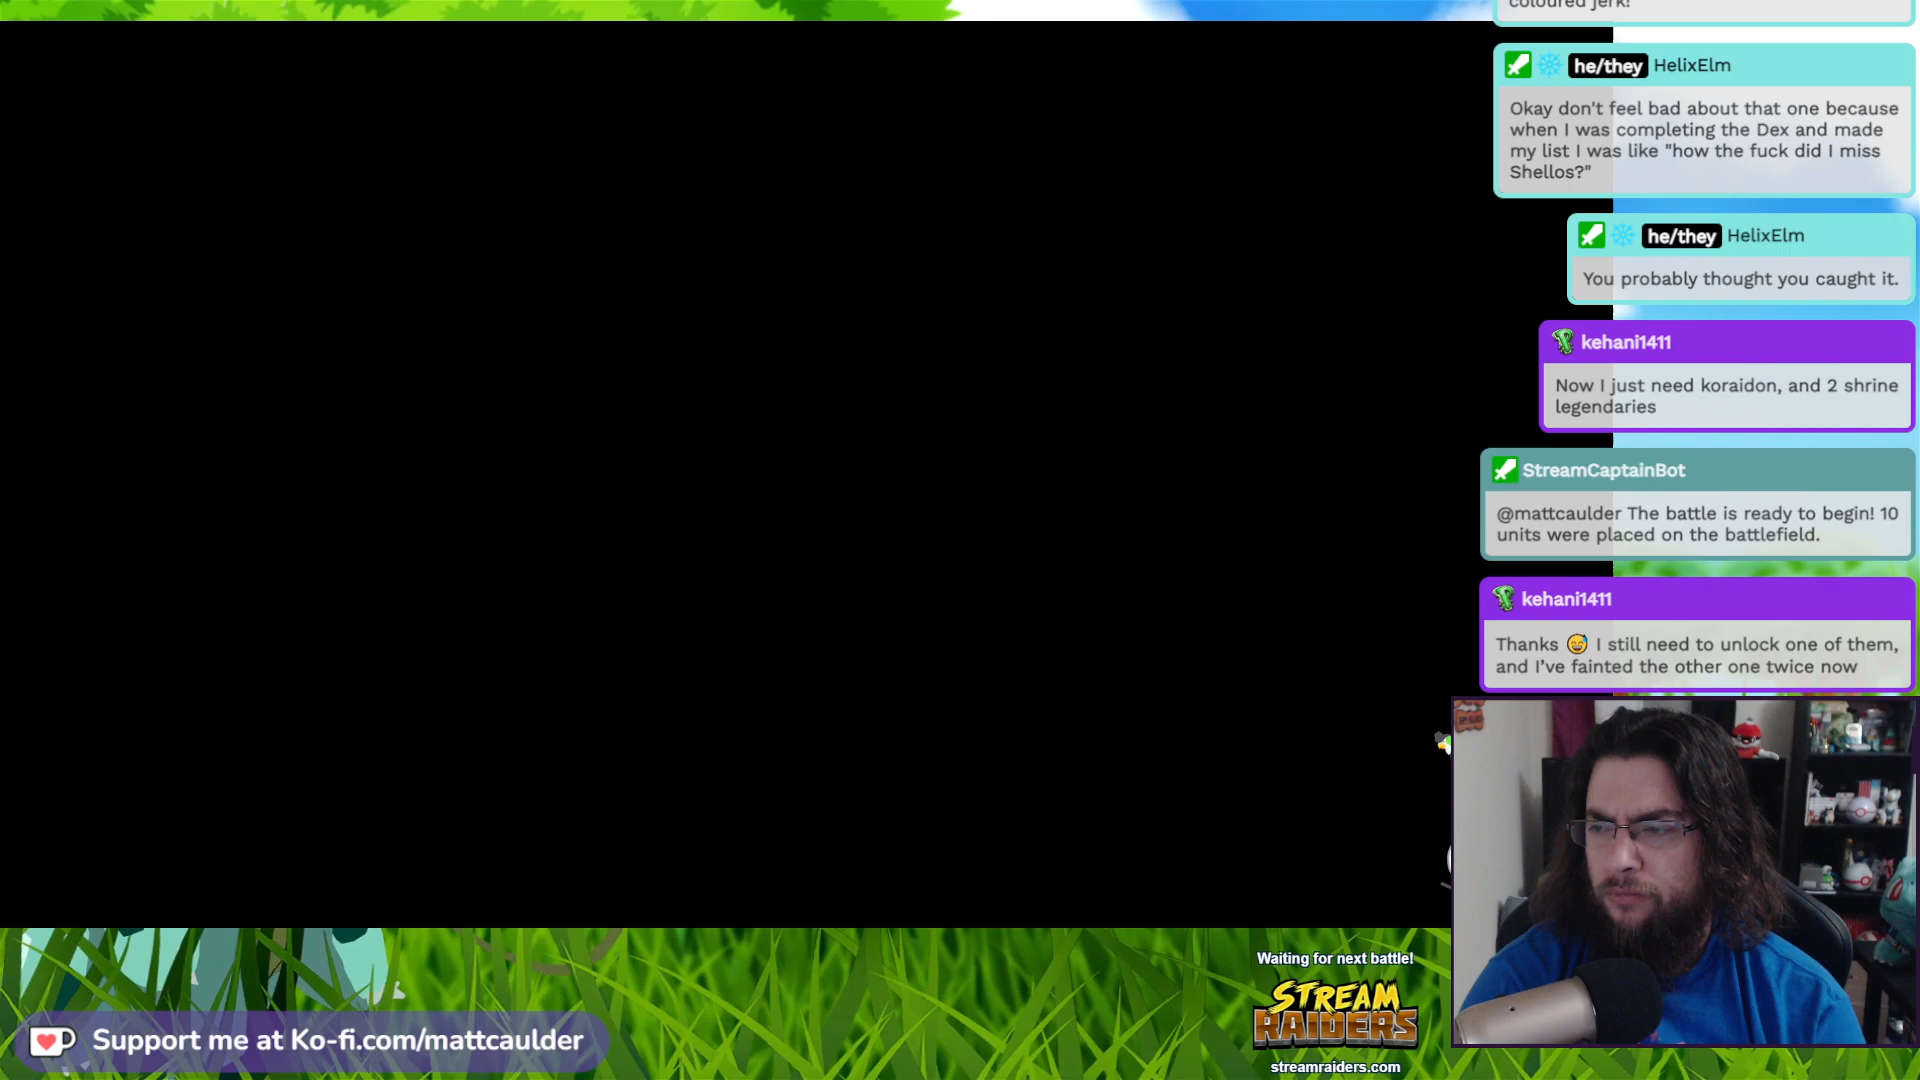 coloured jerk!
he/they HelixElm
Okay don't feel bad about that one because
when I was completing the Dex and made
my list I was like "how the fuck did I miss
Shellos?"
he/they HelixElm
You probably thought you caught it.
kehani1411
Now I just need koraidon, and 2 shrine
legendaries
StreamCaptainBot
@mattcaulder The battle is ready to begin! 10
units were placed on the battlefield.
kehani1411
Thanks 😅 I still need to unlock one of them,
and I’ve fainted the other one twice now
Waiting for next battle!
STREAM
RAIDERS
streamraiders.com
Support me at Ko-fi.com/mattcaulder